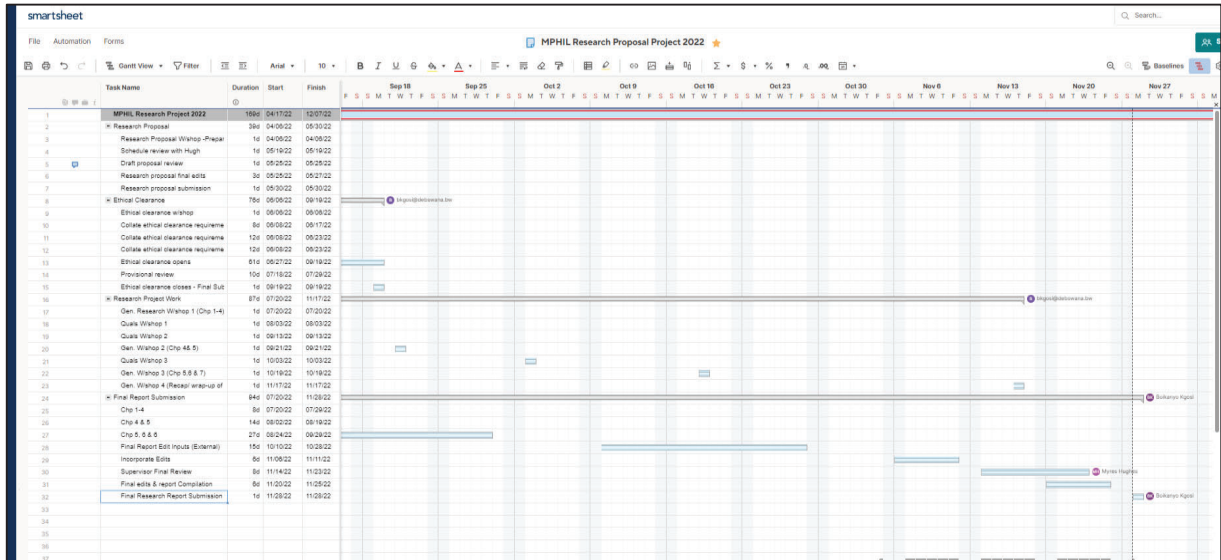 smartsheet
Search...
File Automation Forms
MPHIL Research Proposal Project 2022
Gantt View Filter Arial 10 B I U S A Σ $ % .0 .00 Baselines
Task Name Duration Start Finish Sep 18 Sep 25 Oct 2 Oct 9 Oct 16 Oct 23 Oct 30 Nov 6 Nov 13 Nov 20 Nov 27
F S S M T W T F S S M T W T F S S M T W T F S S M T W T F S S M T W T F S S M T W T F S S M T W T F S S M T W T F S S M T W T F S S M T W T F S S M T W T F S S M
1 MPHIL Research Project 2022 169d 04/17/22 12/07/22
2 Research Proposal 39d 04/06/22 05/30/22
3 Research Proposal W/shop -Prepar 1d 04/06/22 04/06/22
4 Schedule review with Hugh 1d 05/19/22 05/19/22
5 Draft proposal review 1d 05/25/22 05/25/22
6 Research proposal final edits 3d 05/25/22 05/27/22
7 Research proposal submission 1d 05/30/22 05/30/22
8 Ethical Clearance 76d 06/06/22 09/19/22 bkgosi@debswana.bw
9 Ethical clearance w/shop 1d 06/06/22 06/06/22
10 Collate ethical clearance requireme 8d 06/08/22 06/17/22
11 Collate ethical clearance requireme 12d 06/08/22 06/23/22
12 Collate ethical clearance requireme 12d 06/08/22 06/23/22
13 Ethical clearance opens 61d 06/27/22 09/19/22
14 Provisional review 10d 07/18/22 07/29/22
15 Ethical clearance closes - Final Sub 1d 09/19/22 09/19/22
16 Research Project Work 87d 07/20/22 11/17/22 bkgosi@debswana.bw
17 Gen. Research W/shop 1 (Chp 1-4) 1d 07/20/22 07/20/22
18 Quals W/shop 1 1d 08/03/22 08/03/22
19 Quals W/shop 2 1d 09/13/22 09/13/22
20 Gen. W/shop 2 (Chp 4& 5) 1d 09/21/22 09/21/22
21 Quals W/shop 3 1d 10/03/22 10/03/22
22 Gen. W/shop 3 (Chp 5,6 & 7) 1d 10/19/22 10/19/22
23 Gen. W/shop 4 (Recap/ wrap-up of 1d 11/17/22 11/17/22
24 Final Report Submission 94d 07/20/22 11/28/22 Boikanyo Kgosi
25 Chp 1-4 8d 07/20/22 07/29/22
26 Chp 4 & 5 14d 08/02/22 08/19/22
27 Chp 5, 6 & 6 27d 08/24/22 09/29/22
28 Final Report Edit inputs (External) 15d 10/10/22 10/28/22
29 Incorporate Edits 6d 11/06/22 11/11/22
30 Supervisor Final Review 8d 11/14/22 11/23/22 Myres Hughes
31 Final edits & report Compilation 6d 11/20/22 11/25/22
32 Final Research Report Submission 1d 11/28/22 11/28/22 Boikanyo Kgosi
33
34
35
36
37